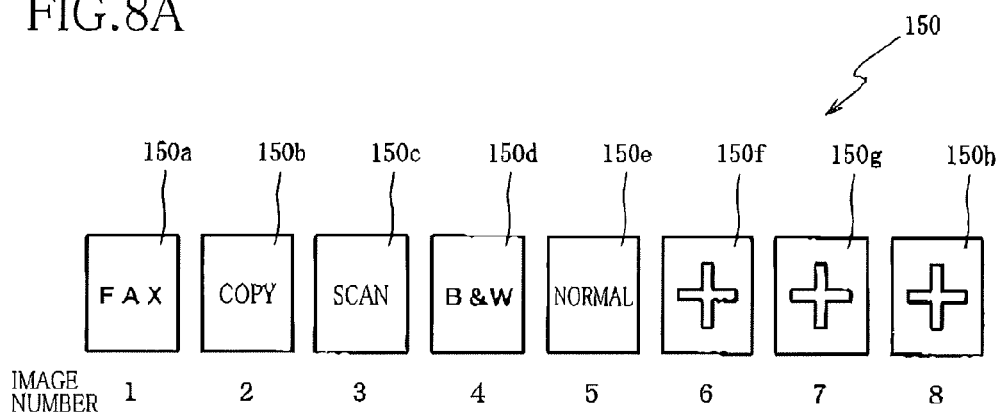 FIG.8A
150
150a 150b 150c 150d 150e 150f 150g 150h
FAX COPY SCAN B&W NORMAL
IMAGE
NUMBER 1 2 3 4 5 6 7 8